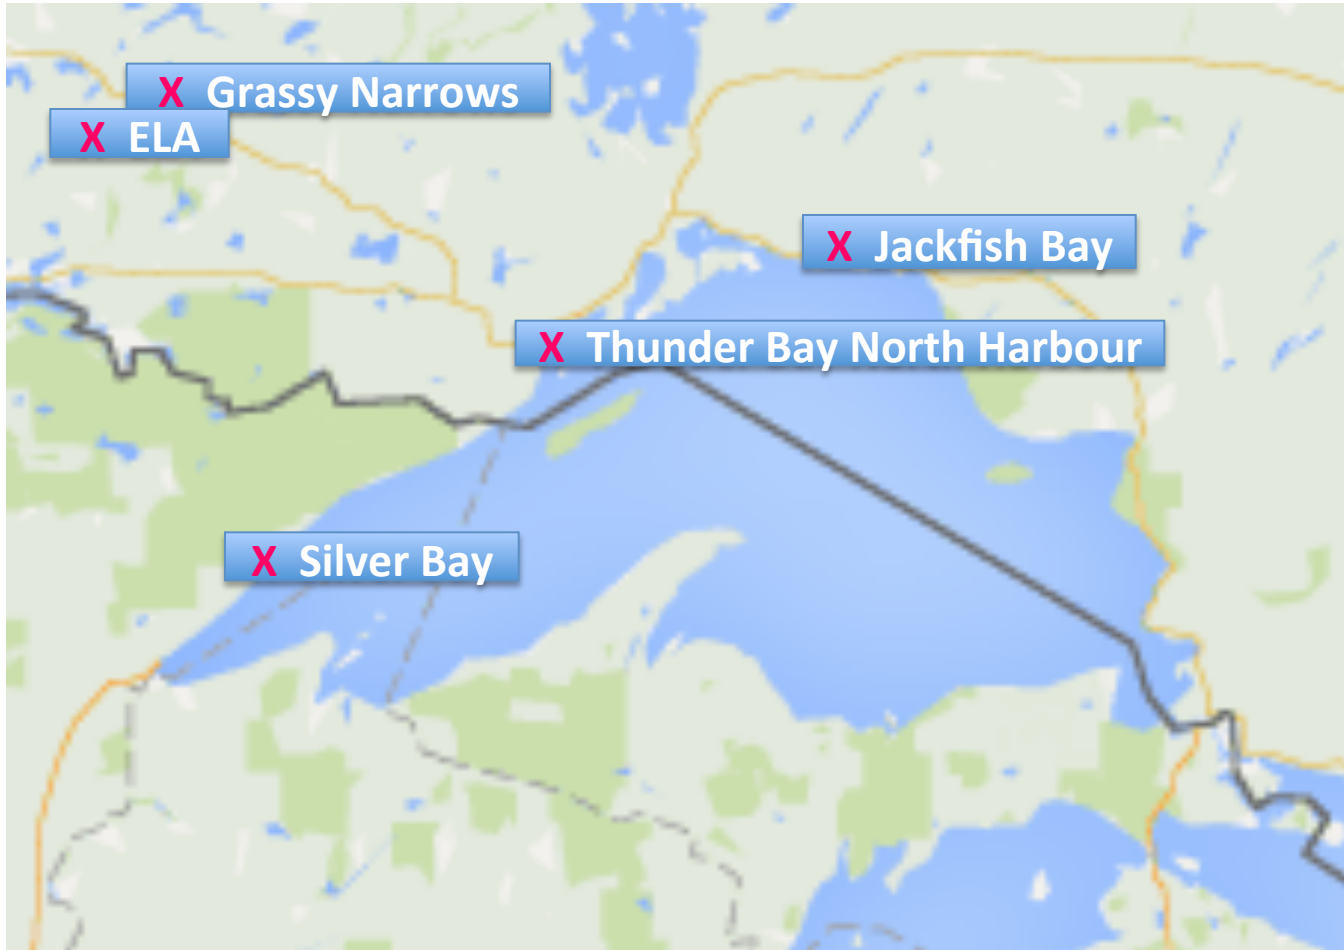 X Grassy Narrows
X ELA
X Jackfish Bay
X Thunder Bay North Harbour
X Silver Bay